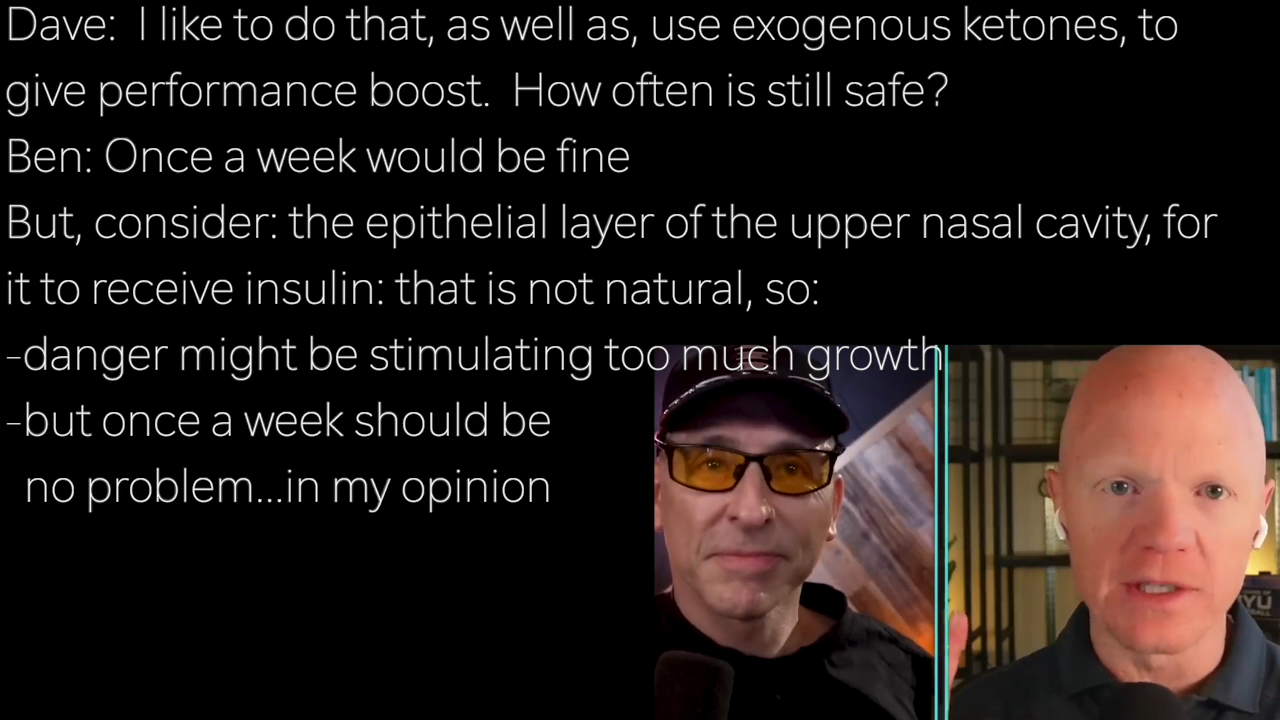 Dave:  I like to do that, as well as, use exogenous ketones, to
give performance boost.  How often is still safe?
Ben: Once a week would be fine
But, consider: the epithelial layer of the upper nasal cavity, for
it to receive insulin: that is not natural, so:
-danger might be stimulating too much growth
-but once a week should be
no problem...in my opinion